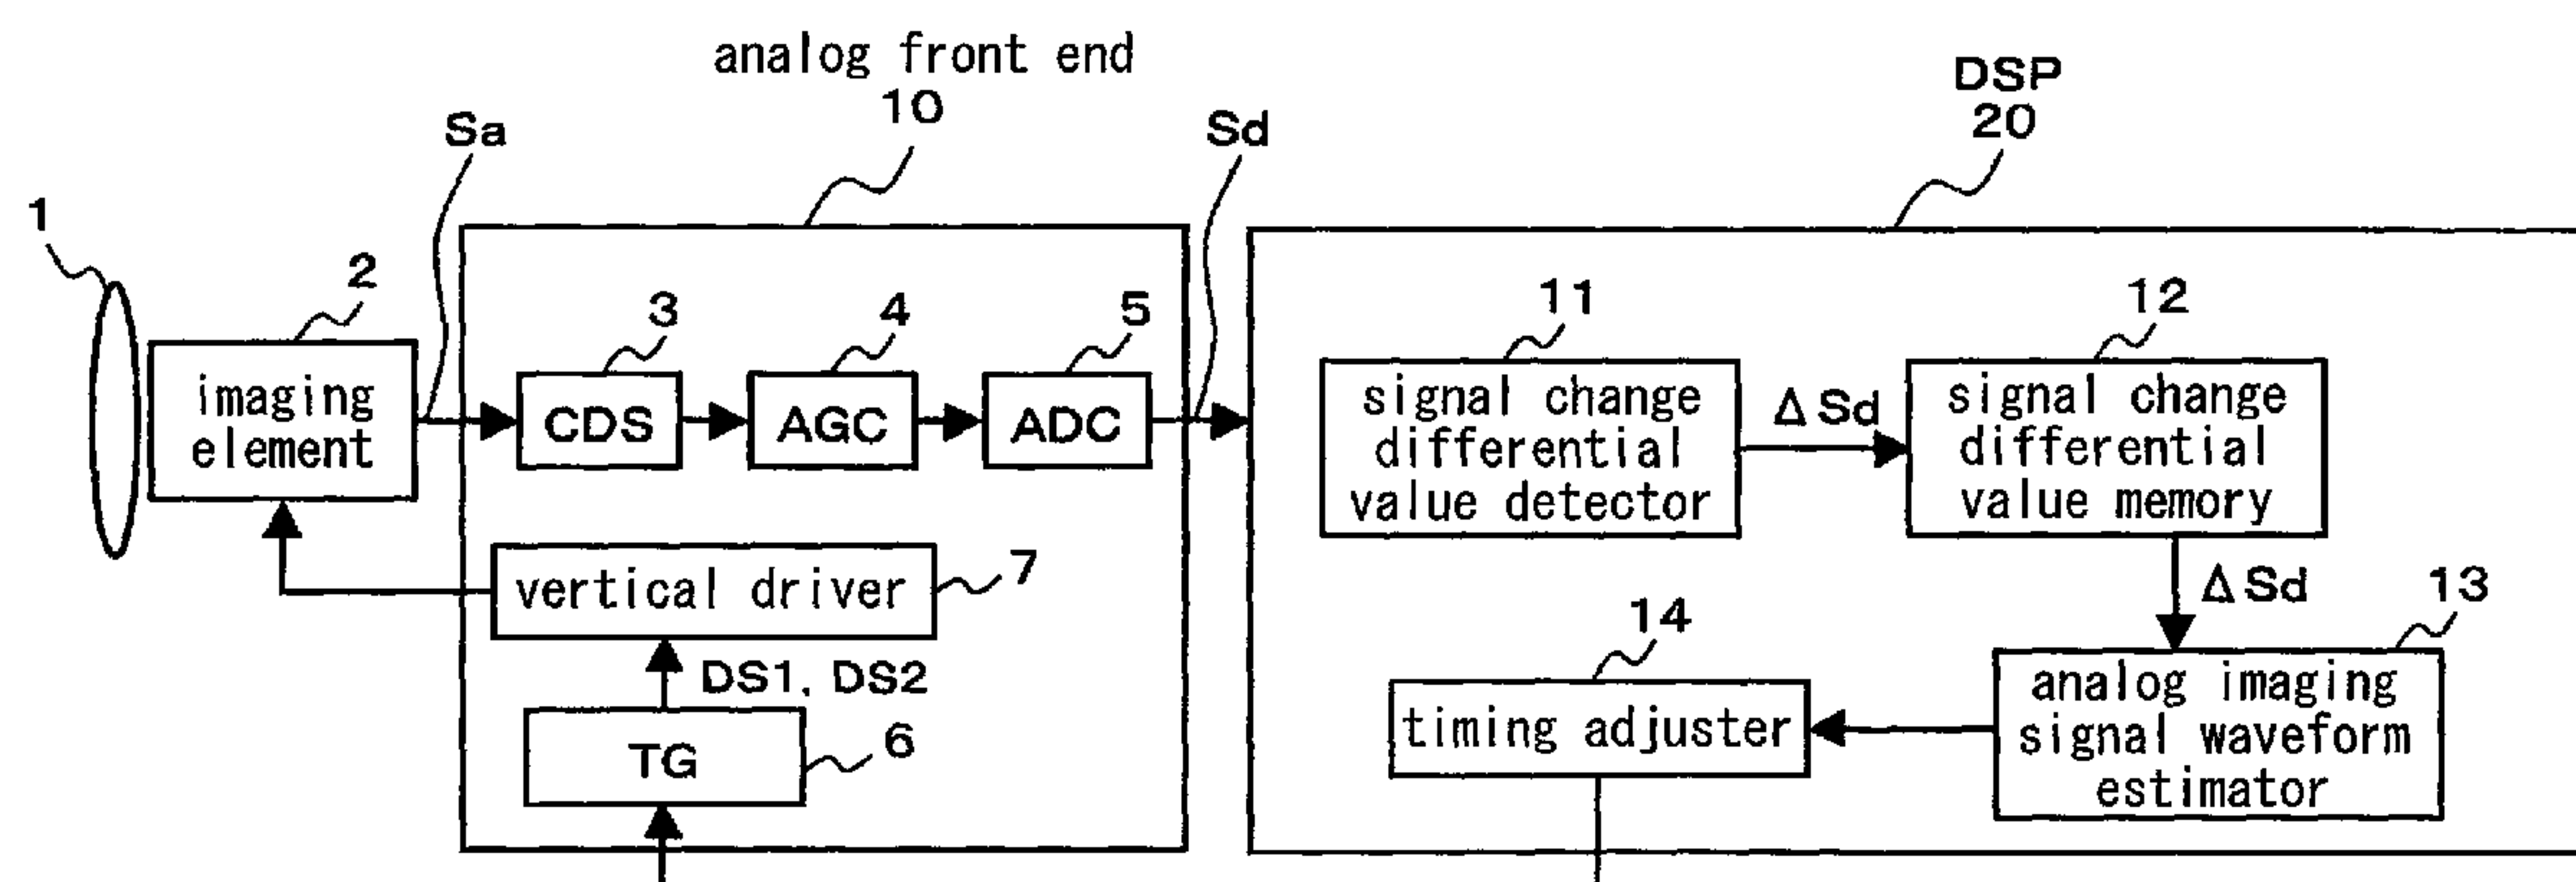 analog front end
10
DSP
20
Sa
Sd
1
2
3
4
5
11
12
imaging
element
CDS
AGC
ADC
signal change
differential
value detector
ΔSd
signal change
differential
value memory
vertical driver
7
ΔSd
13
14
DS1, DS2
TG
6
timing adjuster
analog imaging
signal waveform
estimator